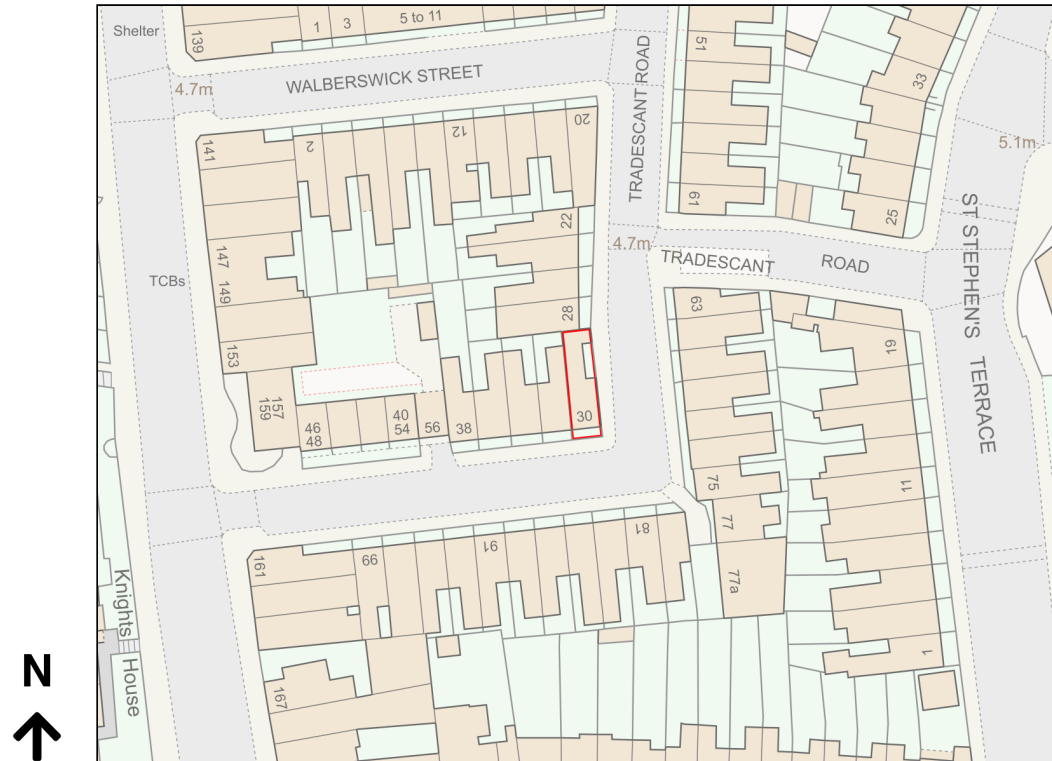 Shelter
139
1
3
5 to 11
WALBERSWICK STREET
4.7m
TRADESCANT ROAD
51
33
5.1m
141
2
12
20
61
25
22
147
149
TCBs
4.7m
TRADESCANT ROAD
ST STEPHEN'S TERRACE
28
63
19
153
157
159
46
48
40
54
56
38
30
75
77
77a
11
81
91
99
161
Knights House
167
1
N